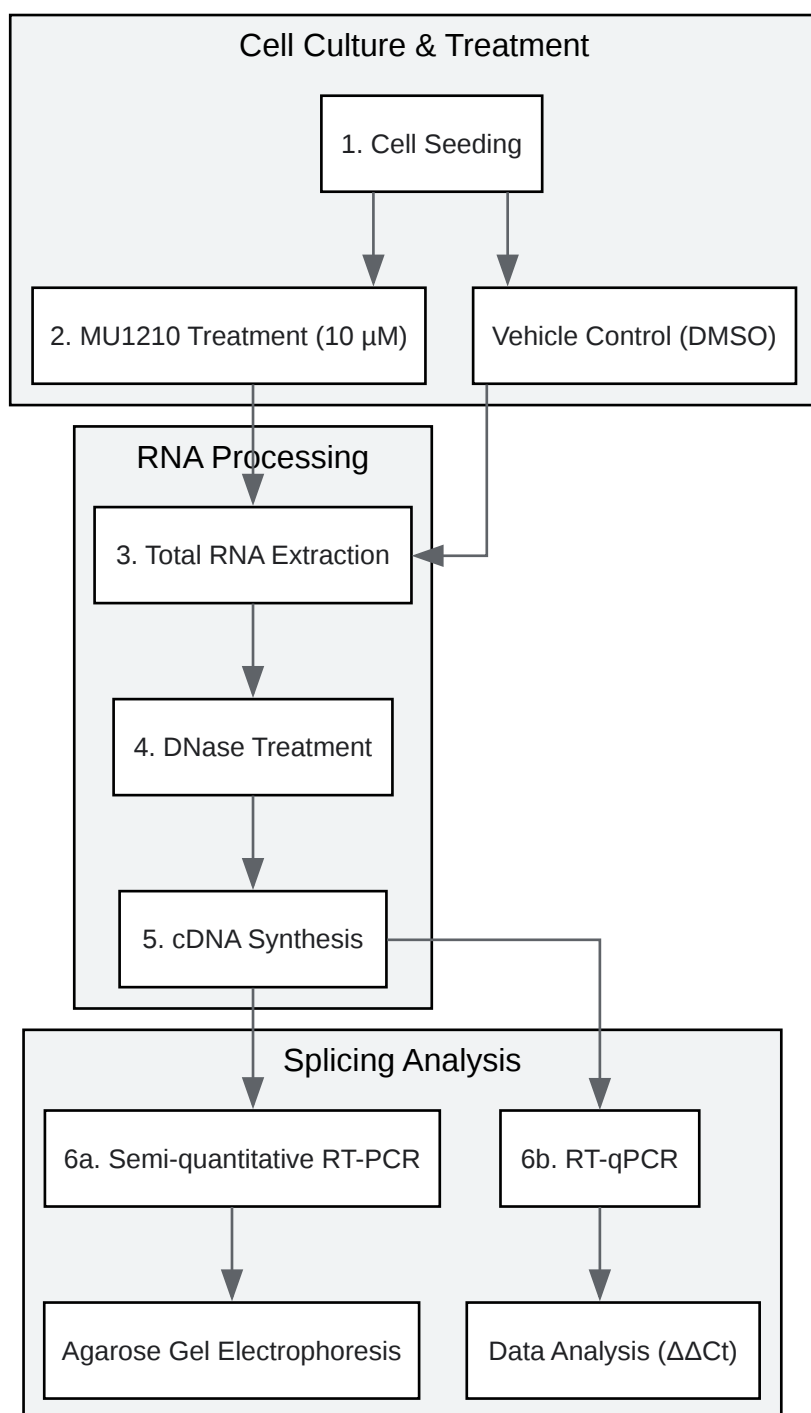 Cell Culture & Treatment
1. Cell Seeding
2. MU1210 Treatment (10 µM)
Vehicle Control (DMSO)
RNA Processing
3. Total RNA Extraction
4. DNase Treatment
5. cDNA Synthesis
Splicing Analysis
6a. Semi-quantitative RT-PCR
6b. RT-qPCR
Agarose Gel Electrophoresis
Data Analysis (ΔΔCt)